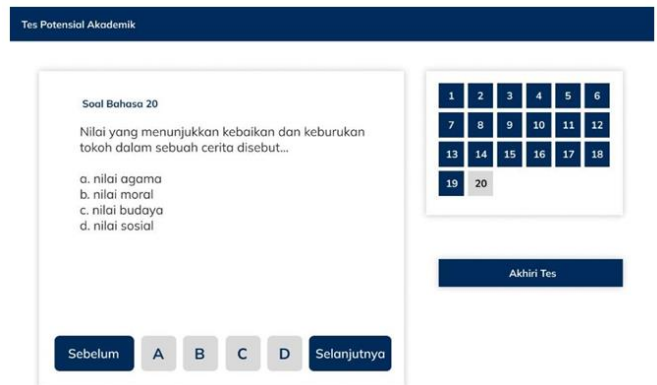 Tes Potensial Akademik
Soal Bahasa 20
Nilai yang menunjukkan kebaikan dan keburukan
tokoh dalam sebuah cerita disebut...
a. nilai agama
b. nilai moral
c. nilai budaya
d. nilai sosial
Sebelum A B C D Selanjutnya
1 2 3 4 5 6
7 8 9 10 11 12
13 14 15 16 17 18
19 20
Akhiri Tes